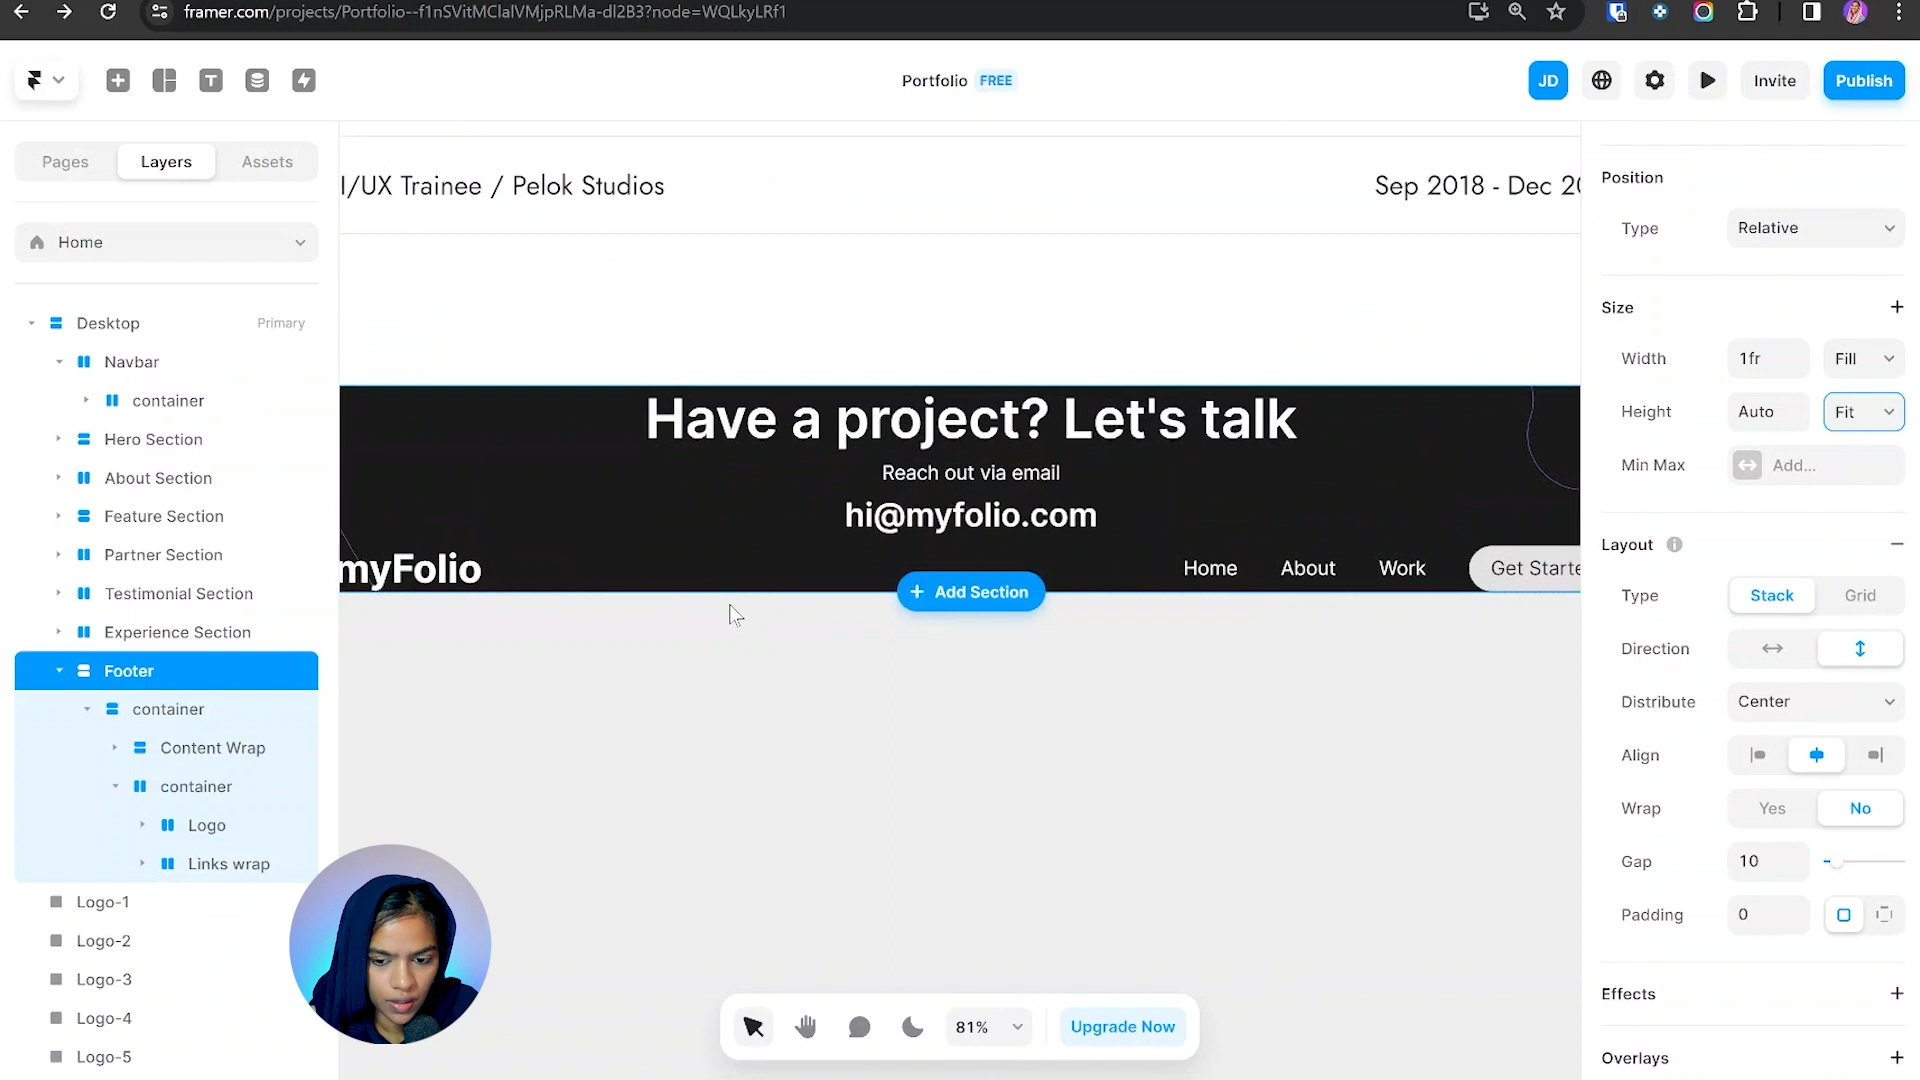 framer.com/projects/Portfolio--f1nSVitMClalVMjpRLMa-dl2B3?node=WQLkyLRf1
Portfolio FREE
JD
Invite
Publish
Pages
Layers
Assets
Home
Desktop
Primary
Navbar
container
Hero Section
About Section
Feature Section
Partner Section
Testimonial Section
Experience Section
Footer
container
Content Wrap
container
Logo
Links wrap
Logo-1
Logo-2
Logo-3
Logo-4
Logo-5
I/UX Trainee / Pelok Studios
Sep 2018 - Dec 20
Have a project? Let's talk
Reach out via email
hi@myfolio.com
myFolio
Home
About
Work
Get Starte
+ Add Section
81%
Upgrade Now
Position
Type
Relative
Size
Width
1fr
Fill
Height
Auto
Fit
Min Max
Add...
Layout
Type
Stack
Grid
Direction
Distribute
Center
Align
Wrap
Yes
No
Gap
10
Padding
0
Effects
Overlays